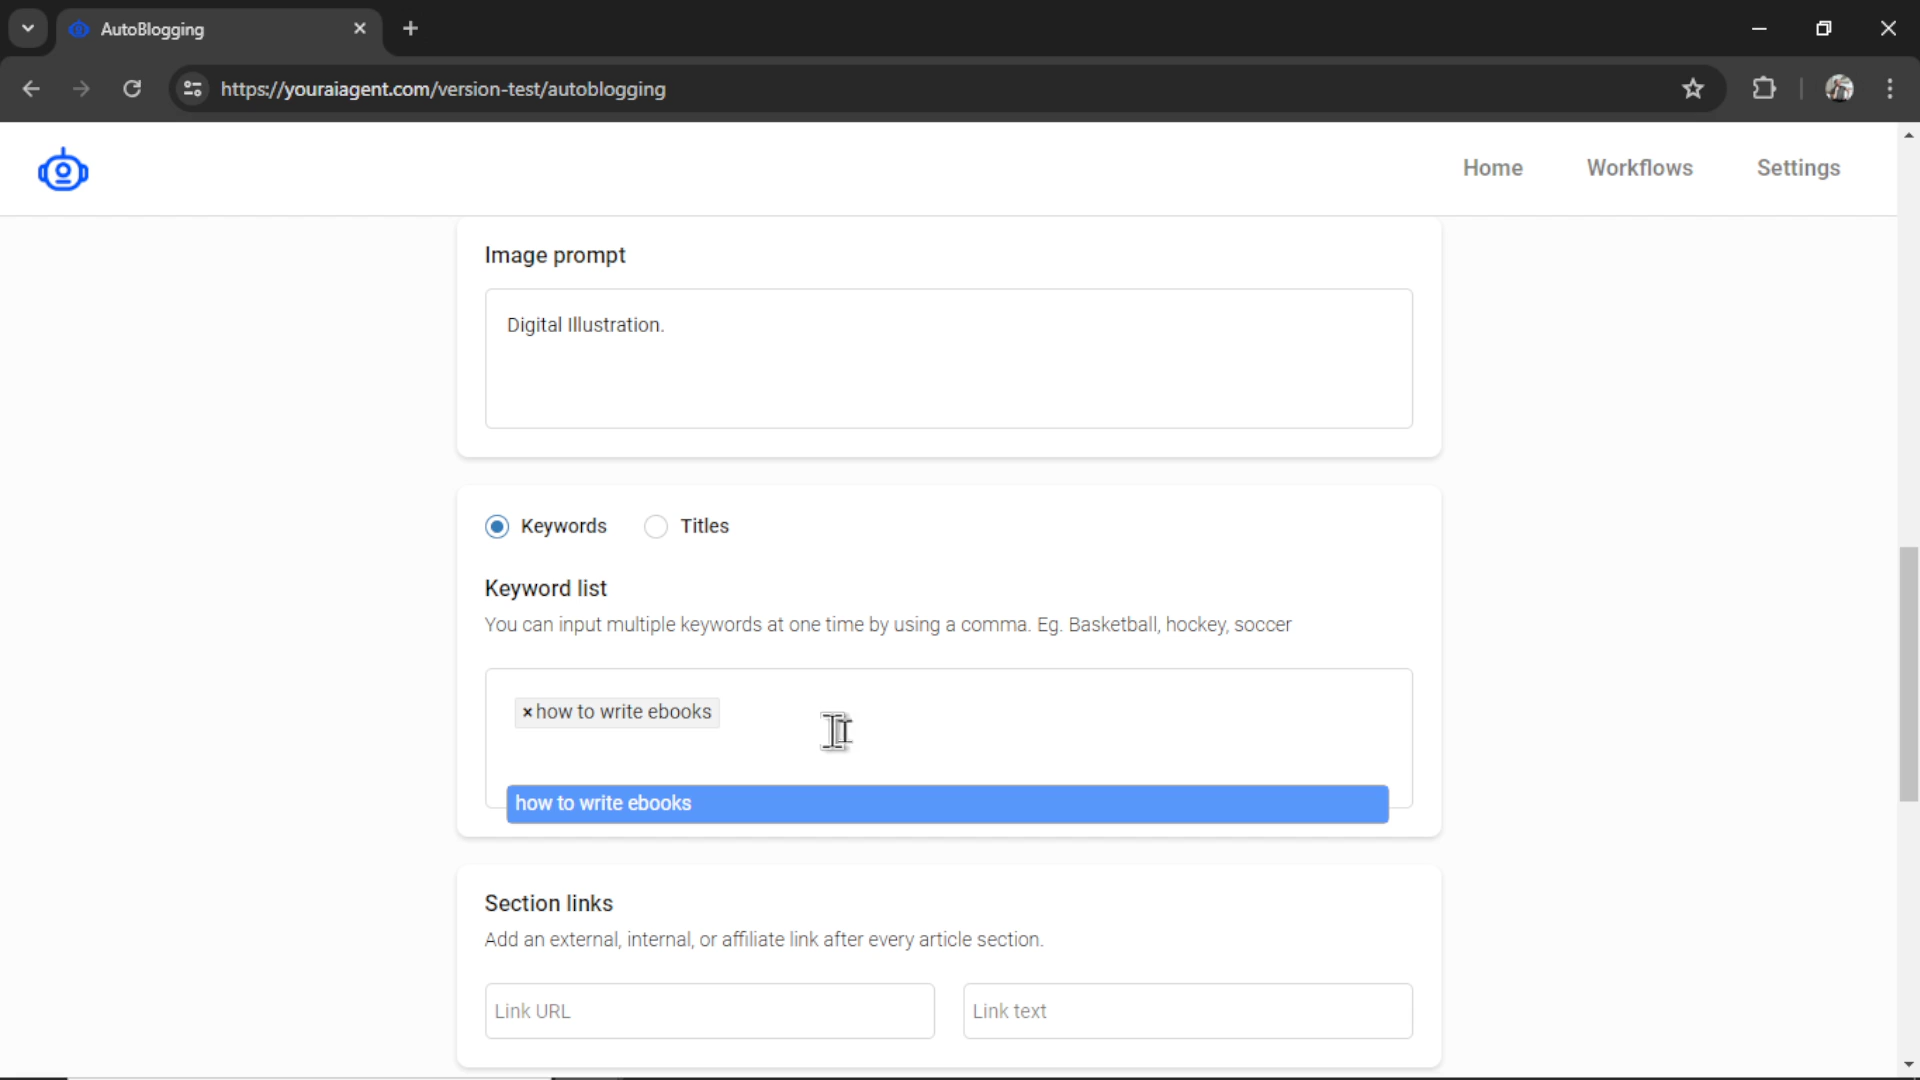 AutoBlogging
https://youraiagent.com/version-test/autoblogging
Home Workflows Settings
Image prompt
Digital Illustration.
Keywords Titles
Keyword list
You can input multiple keywords at one time by using a comma. Eg. Basketball, hockey, soccer
×how to write ebooks
how to write ebooks
Section links
Add an external, internal, or affiliate link after every article section.
Link URL Link text